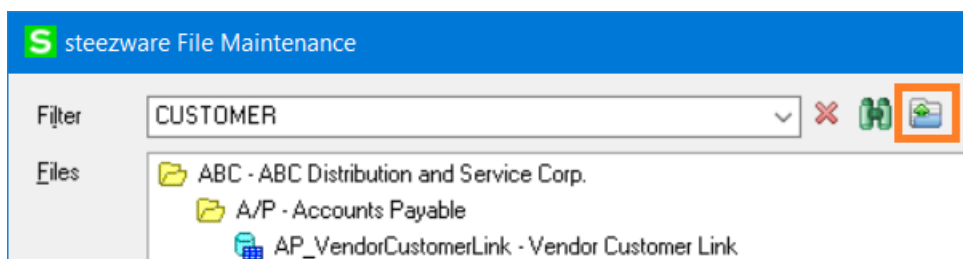 S steezware File Maintenance
Filter CUSTOMER
Files ABC - ABC Distribution and Service Corp.
A/P - Accounts Payable
AP_VendorCustomerLink - Vendor Customer Link